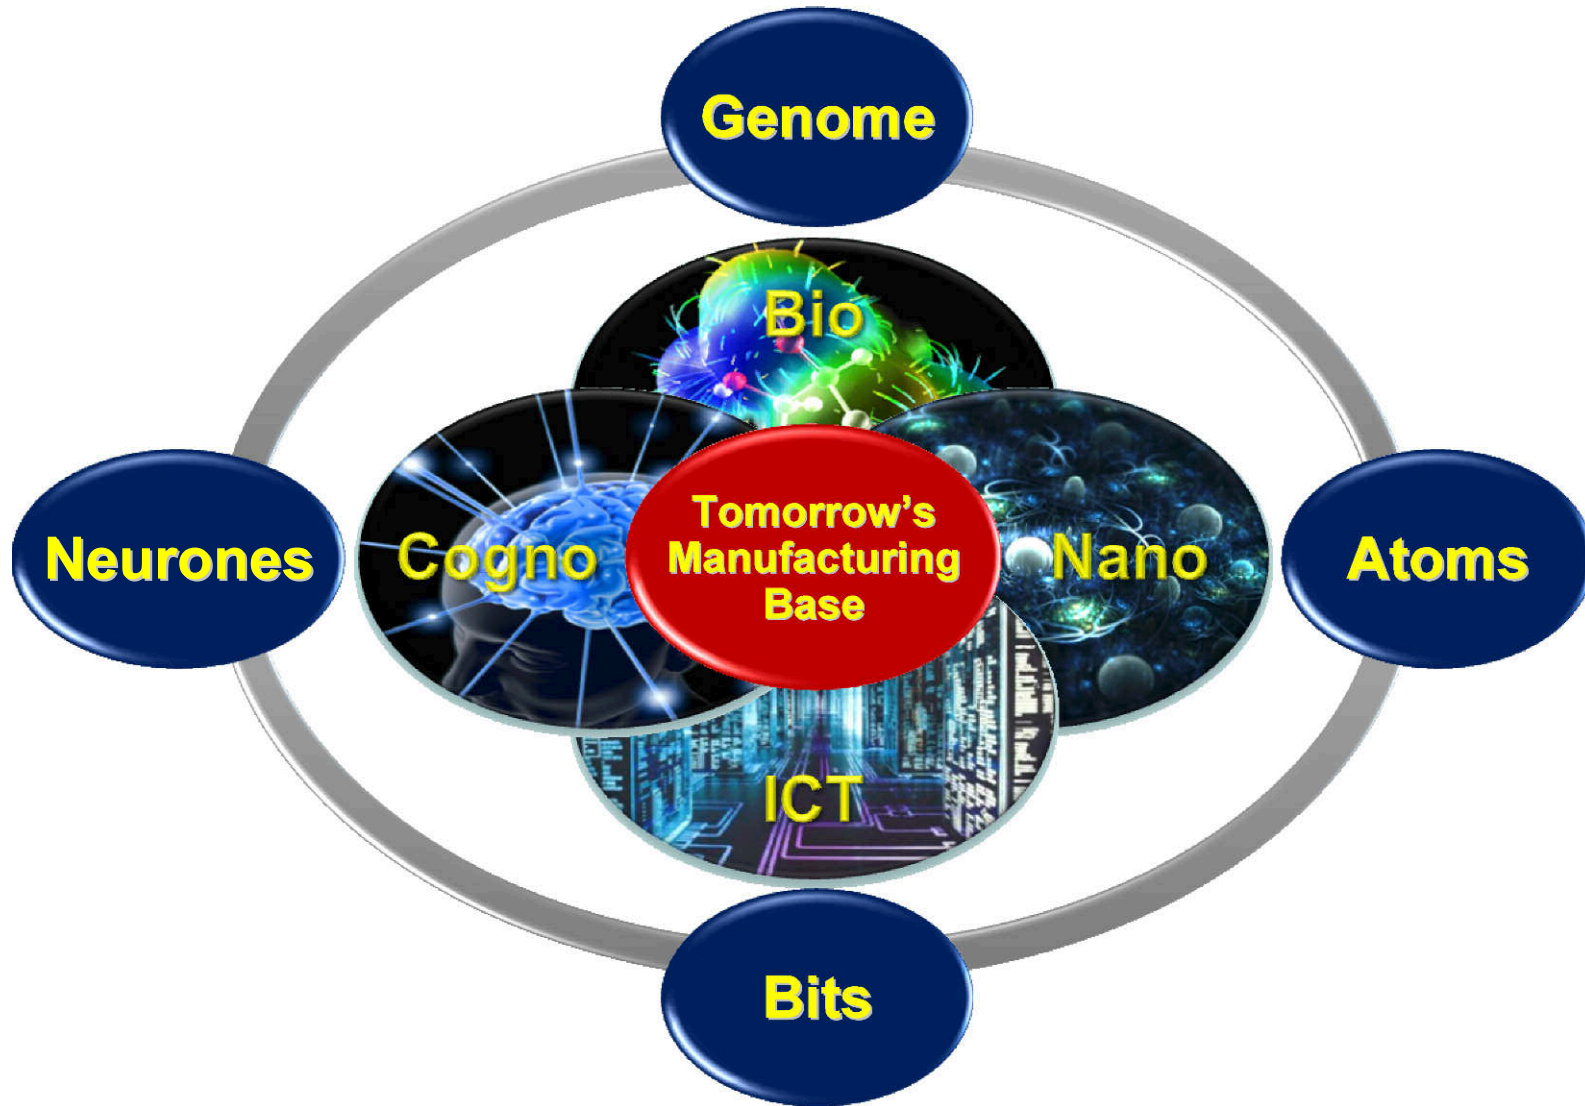 Genome
Bio
Neurones
Cogno
Tomorrow's
Manufacturing
Base
Nano
Atoms
ICT
Bits